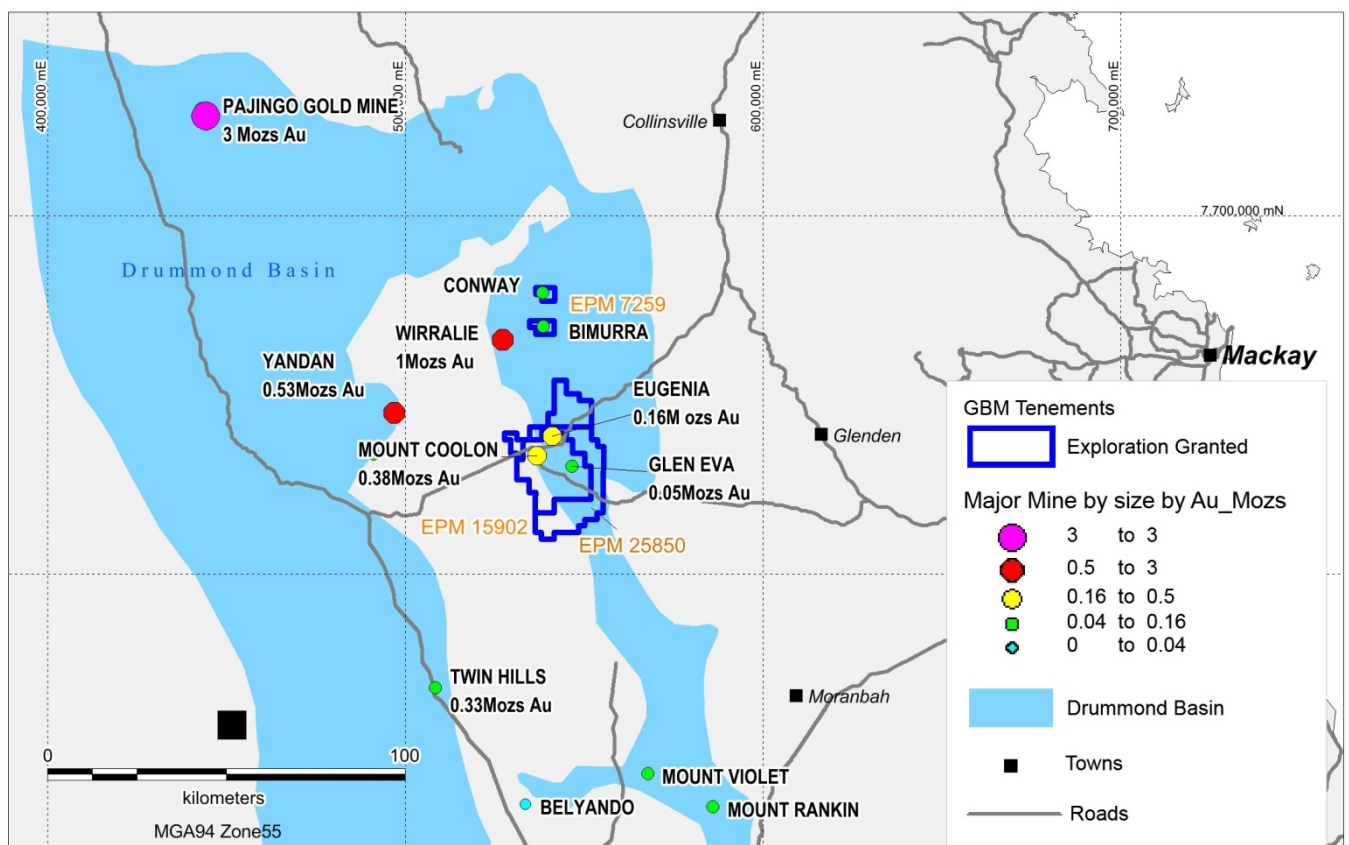 400,000 mE
500,000 mE
600,000 mE
700,000 mE
PAJINGO GOLD MINE
3 Mozs Au
Collinsville
7,700,000 mN
Drummond Basin
CONWAY
EPM 7259
WIRRALIE
1Mozs Au
BIMURRA
YANDAN
0.53Mozs Au
EUGENIA
0.16M ozs Au
Mackay
MOUNT COOLON
0.38Mozs Au
GLEN EVA
0.05Mozs Au
Glenden
EPM 15902
EPM 25850
TWIN HILLS
0.33Mozs Au
Moranbah
MOUNT VIOLET
BELYANDO
MOUNT RANKIN
0 100
kilometers
MGA94 Zone55
GBM Tenements
Exploration Granted
Major Mine by size by Au_Mozs
3 to 3
0.5 to 3
0.16 to 0.5
0.04 to 0.16
0 to 0.04
Drummond Basin
Towns
Roads